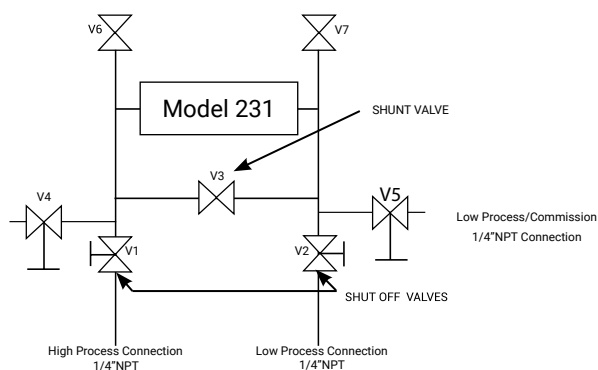 V6
V7
Model 231
SHUNT VALVE
V3
V4
V5
Low Process/Commission
1/4”NPT Connection
V1
V2
SHUT OFF VALVES
High Process Connection
1/4”NPT
Low Process Connection
1/4”NPT